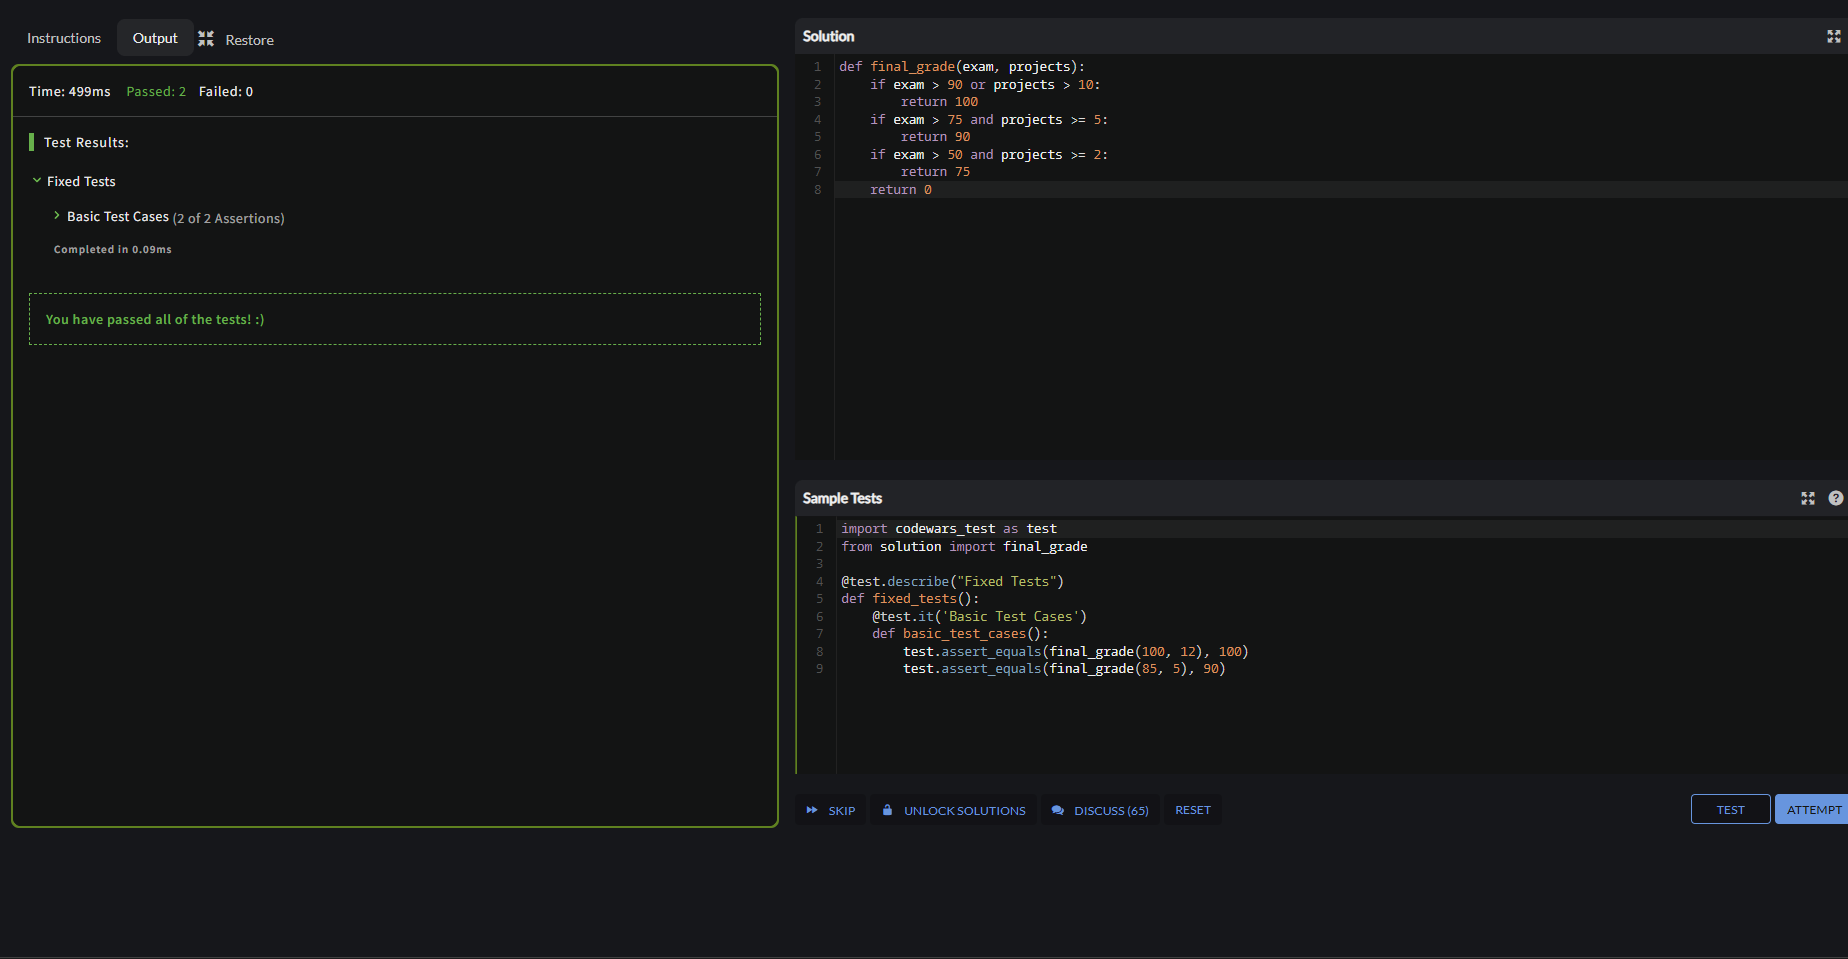 Instructions
Output
Restore
Time: 499ms Passed: 2 Failed: 0
Test Results:
Fixed Tests
Basic Test Cases (2 of 2 Assertions)
Completed in 0.09ms
You have passed all of the tests! :)
Solution
1 def final_grade(exam, projects):
2     if exam > 90 or projects > 10:
3         return 100
4     if exam > 75 and projects >= 5:
5         return 90
6     if exam > 50 and projects >= 2:
7         return 75
8     return 0
Sample Tests
?
1 import codewars_test as test
2 from solution import final_grade
3
4 @test.describe("Fixed Tests")
5 def fixed_tests():
6     @test.it('Basic Test Cases')
7     def basic_test_cases():
8         test.assert_equals(final_grade(100, 12), 100)
9         test.assert_equals(final_grade(85, 5), 90)
SKIP
UNLOCK SOLUTIONS
DISCUSS (65)
RESET
TEST
ATTEMPT